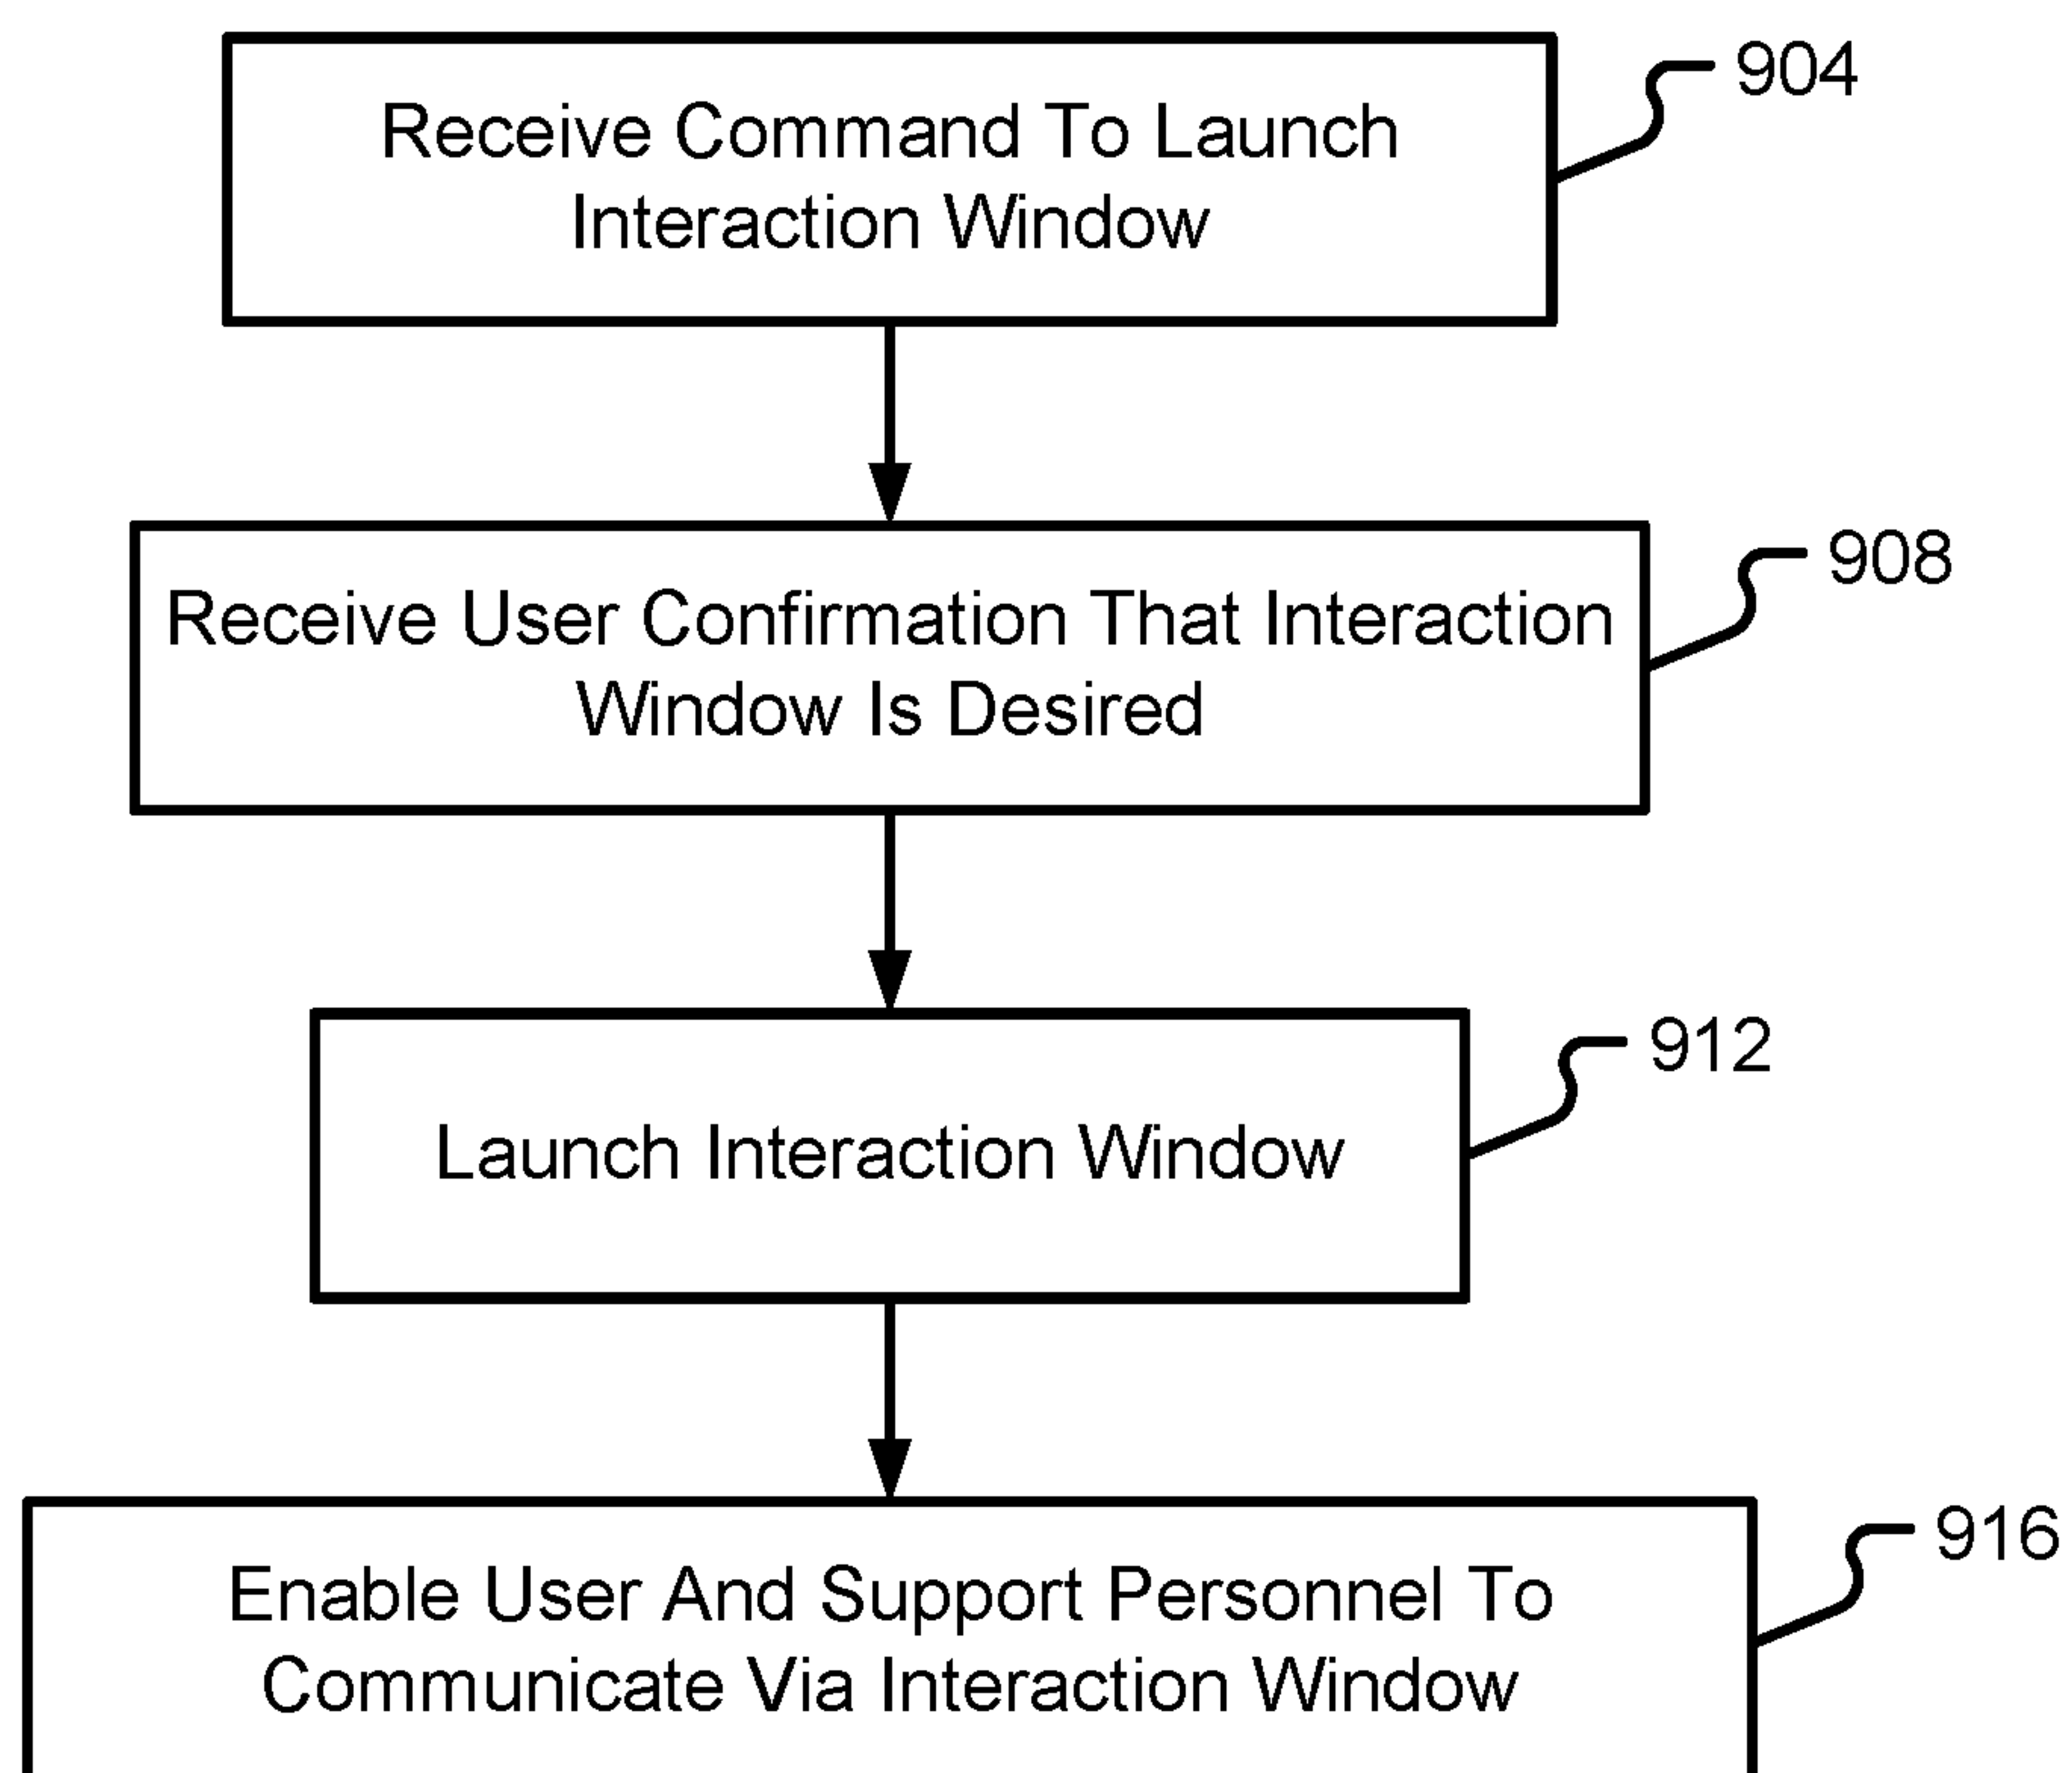 904
Receive Command To Launch
Interaction Window
908
Receive User Confirmation That Interaction
Window Is Desired
912
Launch Interaction Window
916
Enable User And Support Personnel To
Communicate Via Interaction Window